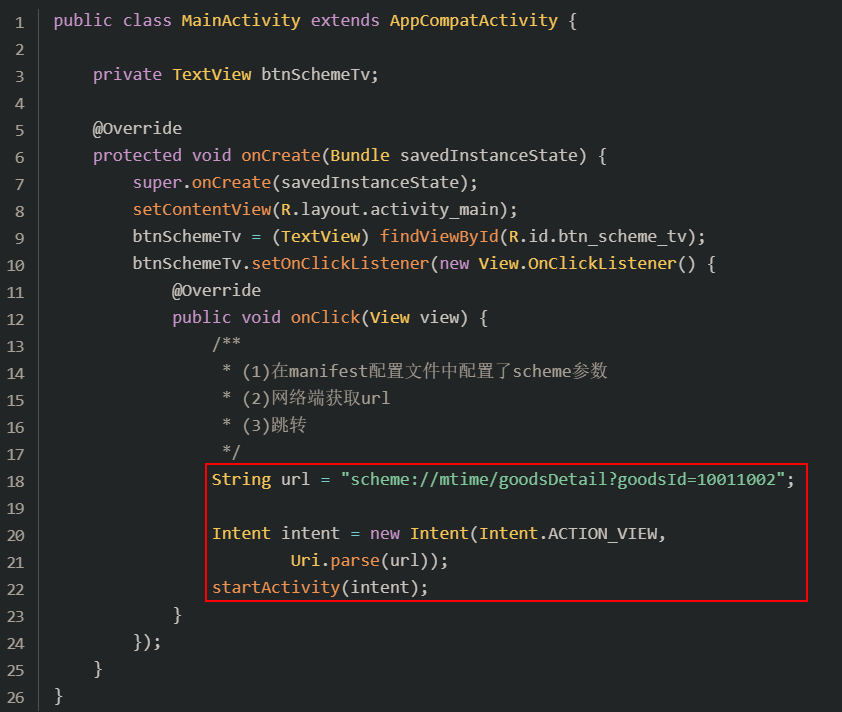 1 public class MainActivity extends AppCompatActivity {
2
3     private TextView btnSchemeTv;
4
5     @Override
6     protected void onCreate(Bundle savedInstanceState) {
7         super.onCreate(savedInstanceState);
8         setContentView(R.layout.activity_main);
9         btnSchemeTv = (TextView) findViewById(R.id.btn_scheme_tv);
10         btnSchemeTv.setOnClickListener(new View.OnClickListener() {
11             @Override
12             public void onClick(View view) {
13                 /**
14                  * (1)在manifest配置文件中配置了scheme参数
15                  * (2)网络端获取url
16                  * (3)跳转
17                  */
18                 String url = "scheme://mtime/goodsDetail?goodsId=10011002";
19
20                 Intent intent = new Intent(Intent.ACTION_VIEW,
21                         Uri.parse(url));
22                 startActivity(intent);
23             }
24         });
25     }
26 }